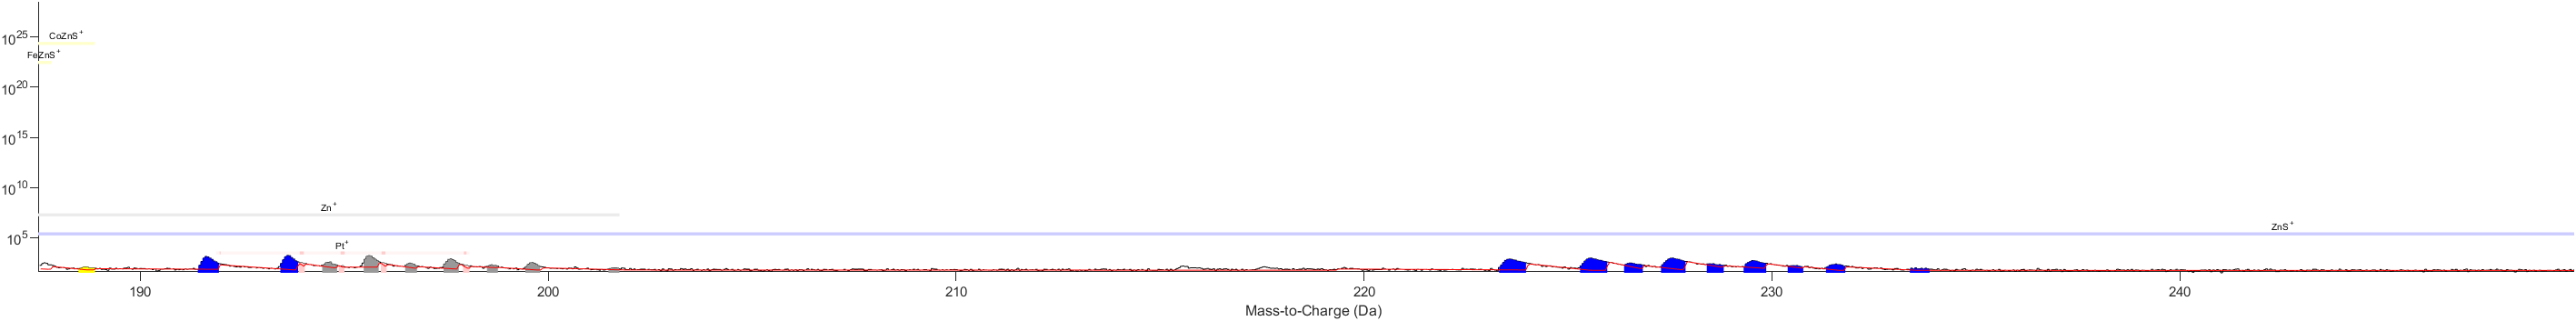 10^25
CoZnS^+
FeZnS^+
10^20
10^15
10^10
Zn^+
ZnS^+
10^5
Pt^+
190 200 210 220 230 240
Mass-to-Charge (Da)